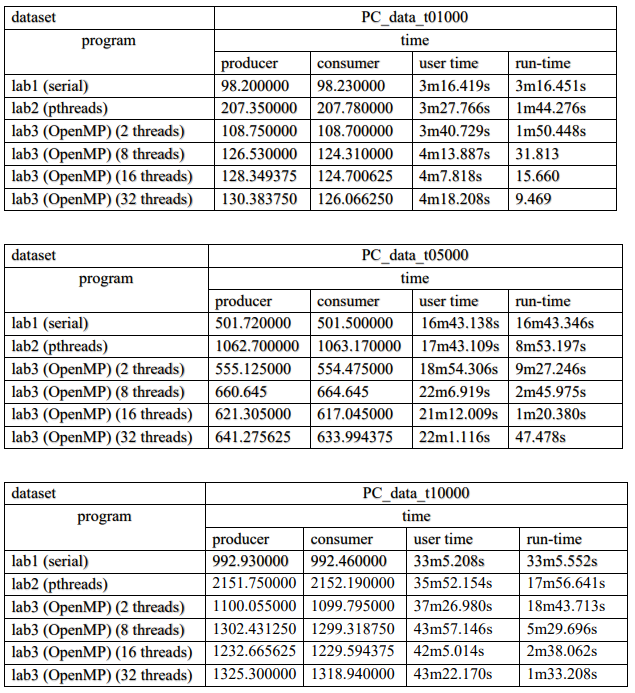 dataset PC_data_t01000
program time
producer consumer user time run-time
lab1 (serial) 98.200000 98.230000 3m16.419s 3m16.451s
lab2 (pthreads) 207.350000 207.780000 3m27.766s 1m44.276s
lab3 (OpenMP) (2 threads) 108.750000 108.700000 3m40.729s 1m50.448s
lab3 (OpenMP) (8 threads) 126.530000 124.310000 4m13.887s 31.813
lab3 (OpenMP) (16 threads) 128.349375 124.700625 4m7.818s 15.660
lab3 (OpenMP) (32 threads) 130.383750 126.066250 4m18.208s 9.469
dataset PC_data_t05000
program time
producer consumer user time run-time
lab1 (serial) 501.720000 501.500000 16m43.138s 16m43.346s
lab2 (pthreads) 1062.700000 1063.170000 17m43.109s 8m53.197s
lab3 (OpenMP) (2 threads) 555.125000 554.475000 18m54.306s 9m27.246s
lab3 (OpenMP) (8 threads) 660.645 664.645 22m6.919s 2m45.975s
lab3 (OpenMP) (16 threads) 621.305000 617.045000 21m12.009s 1m20.380s
lab3 (OpenMP) (32 threads) 641.275625 633.994375 22m1.116s 47.478s
dataset PC_data_t10000
program time
producer consumer user time run-time
lab1 (serial) 992.930000 992.460000 33m5.208s 33m5.552s
lab2 (pthreads) 2151.750000 2152.190000 35m52.154s 17m56.641s
lab3 (OpenMP) (2 threads) 1100.055000 1099.795000 37m26.980s 18m43.713s
lab3 (OpenMP) (8 threads) 1302.431250 1299.318750 43m57.146s 5m29.696s
lab3 (OpenMP) (16 threads) 1232.665625 1229.594375 42m5.014s 2m38.062s
lab3 (OpenMP) (32 threads) 1325.300000 1318.940000 43m22.170s 1m33.208s